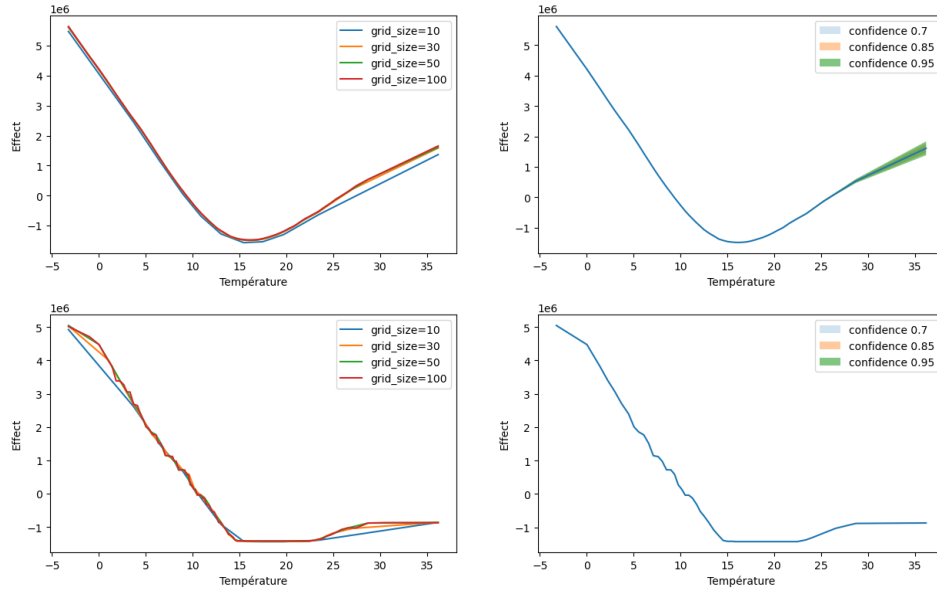 1e6
Effect
5
4
3
2
1
0
−1
−5 0 5 10 15 20 25 30 35
Température
grid_size=10
grid_size=30
grid_size=50
grid_size=100
1e6
Effect
5
4
3
2
1
0
−1
−5 0 5 10 15 20 25 30 35
Température
confidence 0.7
confidence 0.85
confidence 0.95
1e6
Effect
5
4
3
2
1
0
−1
−5 0 5 10 15 20 25 30 35
Température
grid_size=10
grid_size=30
grid_size=50
grid_size=100
1e6
Effect
5
4
3
2
1
0
−1
−5 0 5 10 15 20 25 30 35
Température
confidence 0.7
confidence 0.85
confidence 0.95